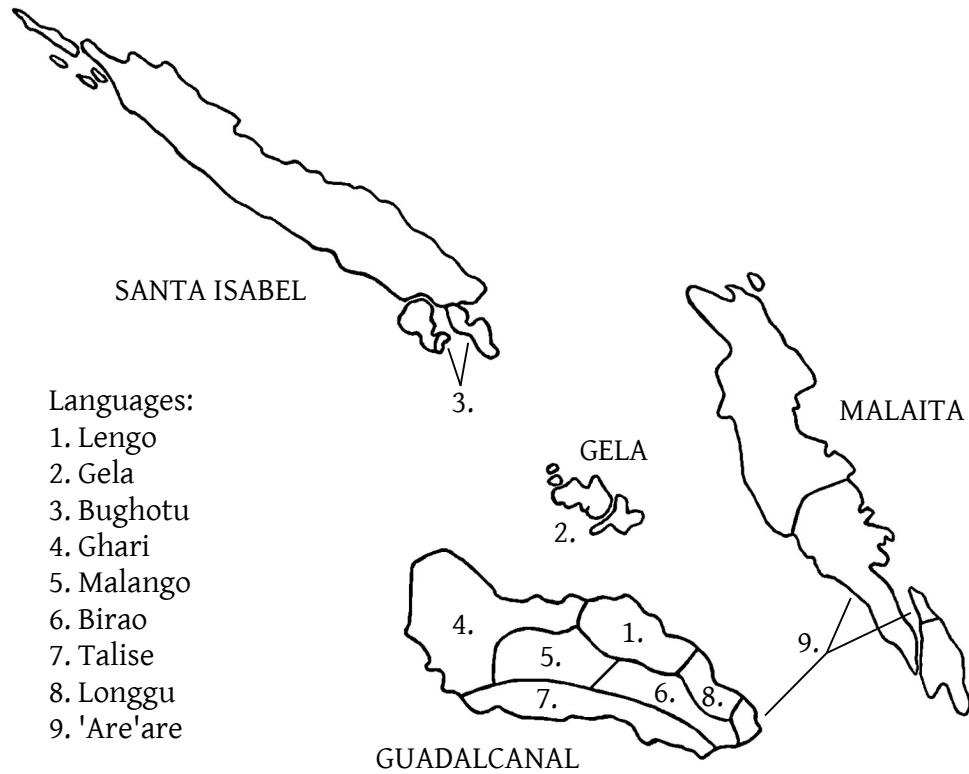 SANTA ISABEL
3.
MALAITA
GELA
2.
Languages:
1. Lengo
2. Gela
3. Bughotu
4. Ghari
5. Malango
6. Birao
7. Talise
8. Longgu
9. 'Are'are
4.
1.
5.
6.
8.
7.
9.
GUADALCANAL